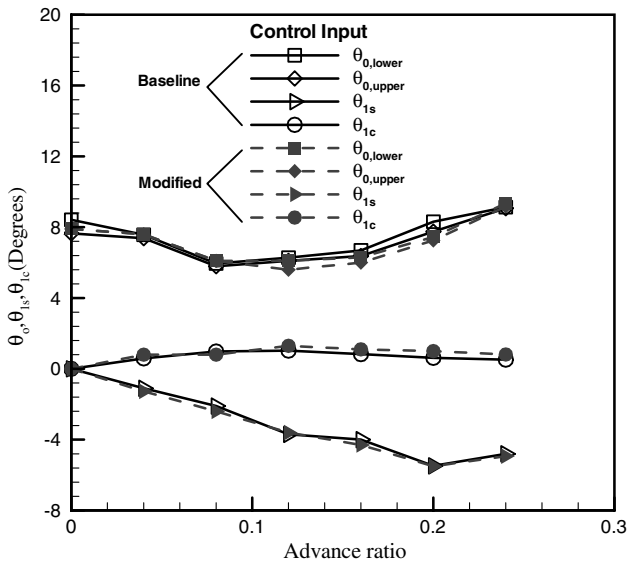 Control Input
Baseline
θ0,lower
θ0,upper
θ1s
θ1c
Modified
θ0,lower
θ0,upper
θ1s
θ1c
20
16
12
8
4
0
-4
-8
θo,θ1s,θ1c(Degrees)
0
0.1
0.2
0.3
Advance ratio